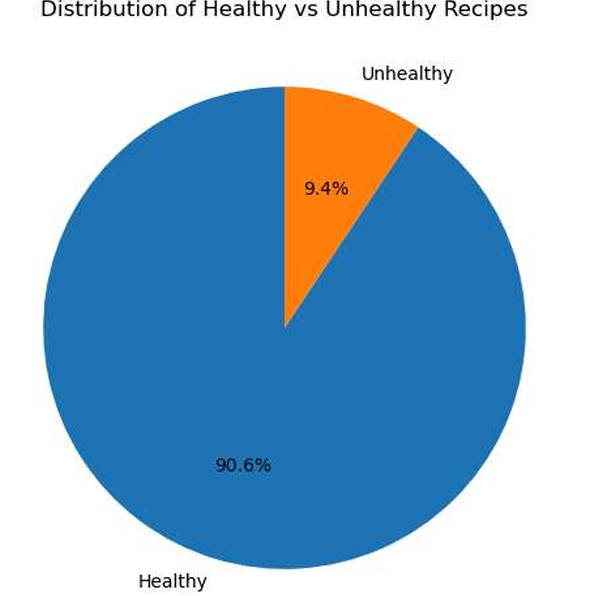 Distribution of Healthy vs Unhealthy Recipes
Unhealthy
9.4%
90.6%
Healthy